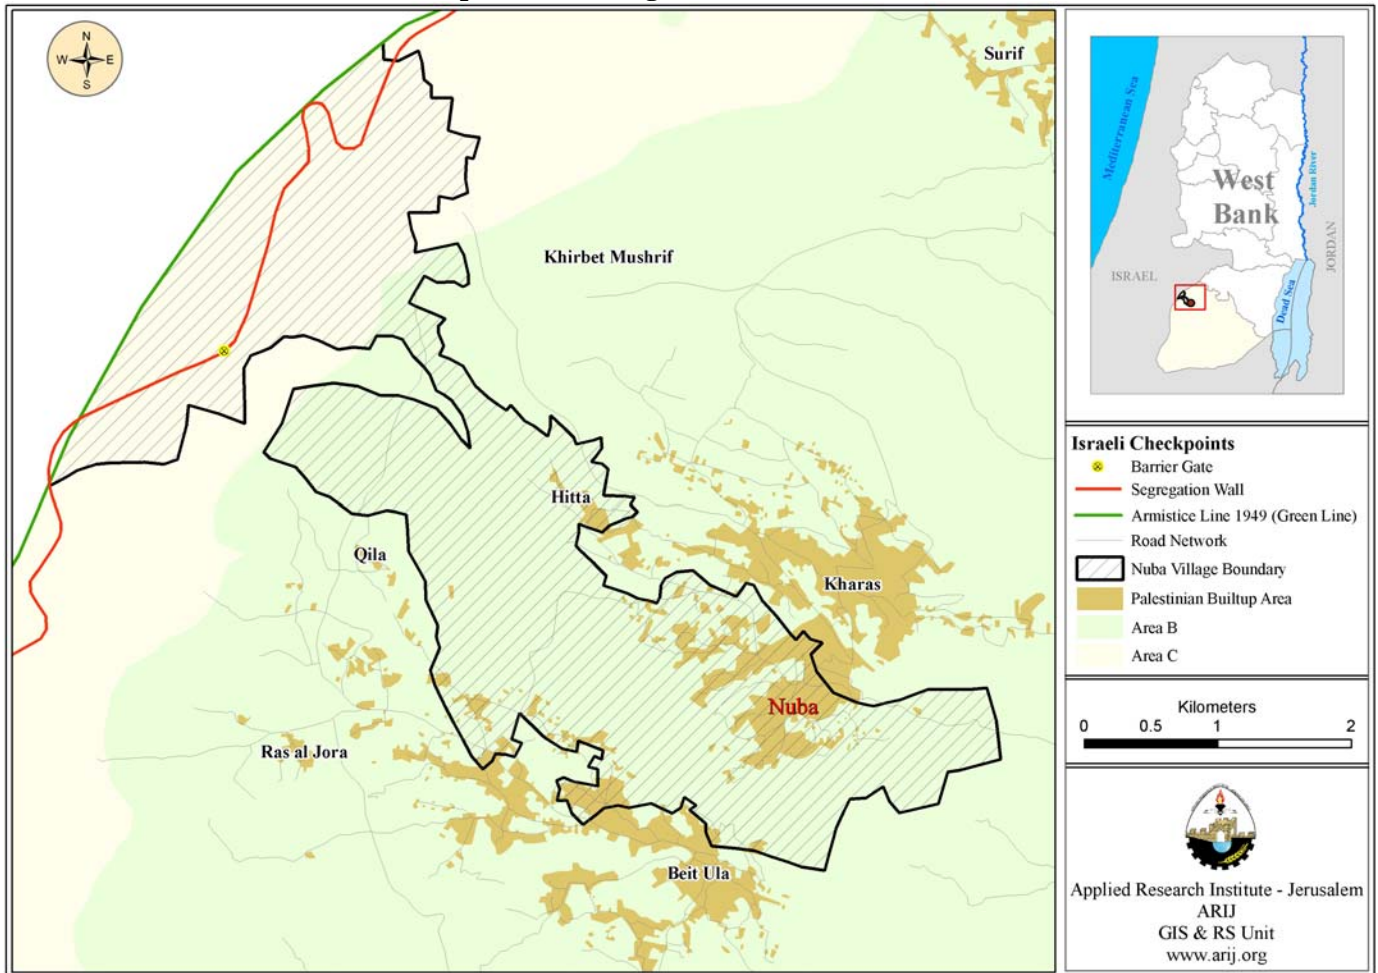 N
W E
S
Surif
Khirbet Mushrif
Hitta
Qila
Kharas
Nuba
Ras al Jora
Beit Ula
Mediterranean Sea
West
Bank
Jordan River
JORDAN
ISRAEL
Dead Sea
Israeli Checkpoints
Barrier Gate
Segregation Wall
Armistice Line 1949 (Green Line)
Road Network
Nuba Village Boundary
Palestinian Builtup Area
Area B
Area C
Kilometers
0 0.5 1 2
Applied Research Institute - Jerusalem
ARIJ
GIS & RS Unit
www.arij.org